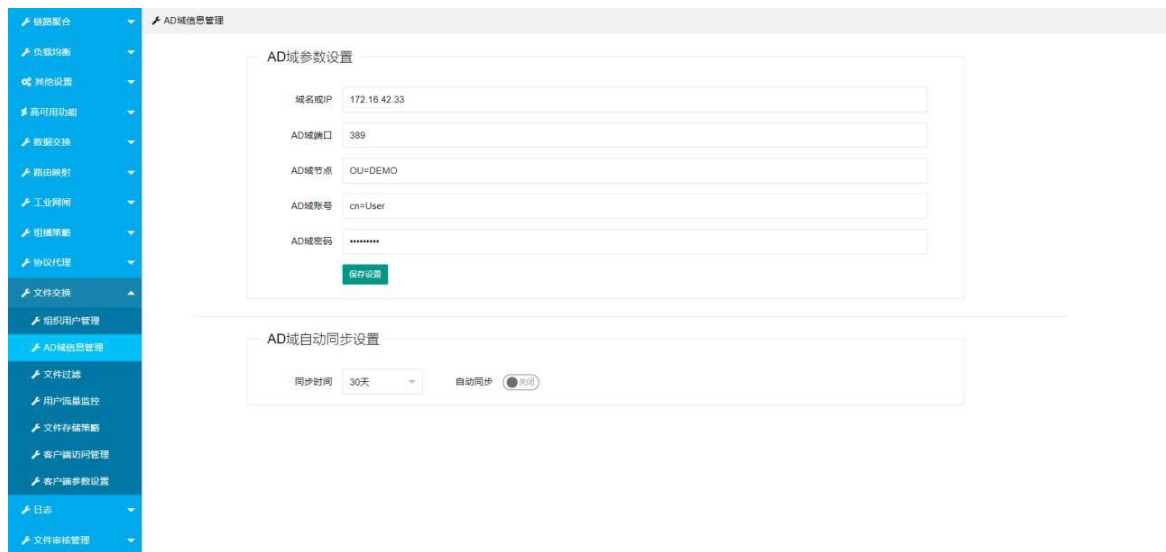 链路聚合
负载均衡
其他设置
高可用功能
数据交换
路由映射
工业网闸
组播策略
协议代理
文件交换
组织用户管理
AD域信息管理
文件过滤
用户流量监控
文件存储策略
客户端访问管理
客户端参数设置
日志
文件审核管理
AD域信息管理
AD域参数设置
域名或IP 172.16.42.33
AD域端口 389
AD域节点 OU=DEMO
AD域账号 cn=User
AD域密码 •••••••••
保存设置
AD域自动同步设置
同步时间 30天 自动同步 关闭